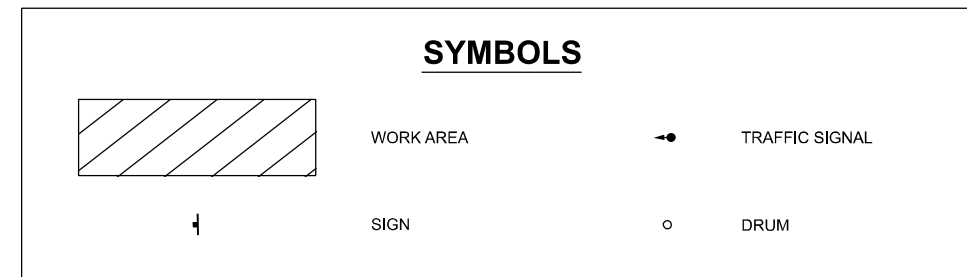 SYMBOLS
WORK AREA
TRAFFIC SIGNAL
SIGN
DRUM